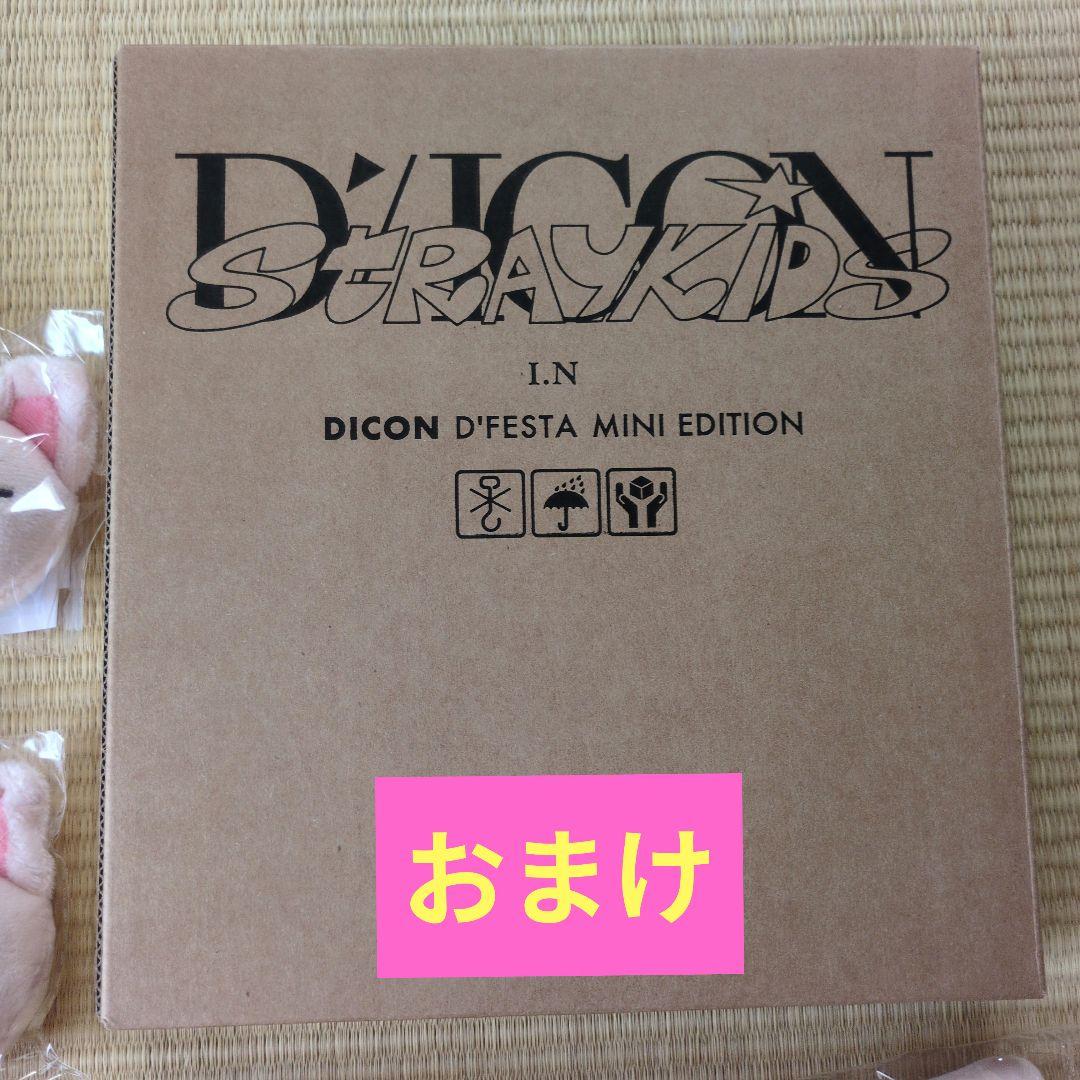 D'ICON
STRAYKIDS
I.N
DICON D'FESTA MINI EDITION
おまけ